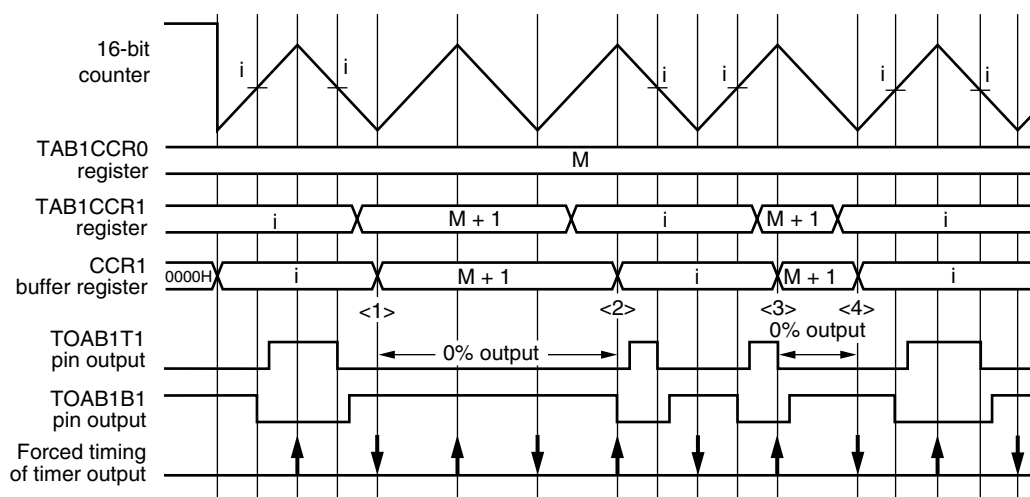 16-bit
counter
i i i i i i
TAB1CCR0
register
M
TAB1CCR1
register
i M + 1 i M + 1 i
CCR1
buffer register
0000H i M + 1 i M + 1 i
<1> <2> <3> <4>
TOAB1T1
pin output
0% output
0% output
TOAB1B1
pin output
Forced timing
of timer output